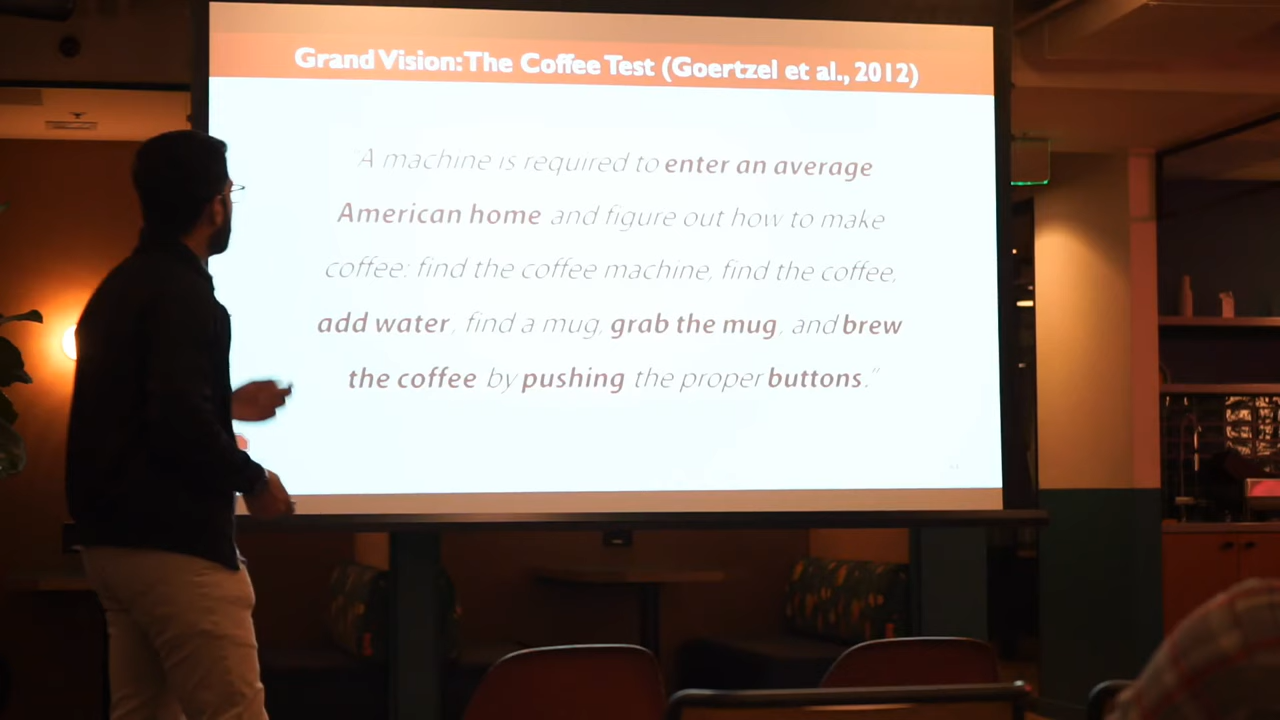 Grand Vision: The Coffee Test (Goertzel et al., 2012)
"A machine is required to enter an average
American home and figure out how to make
coffee: find the coffee machine, find the coffee,
add water, find a mug, grab the mug, and brew
the coffee by pushing the proper buttons."